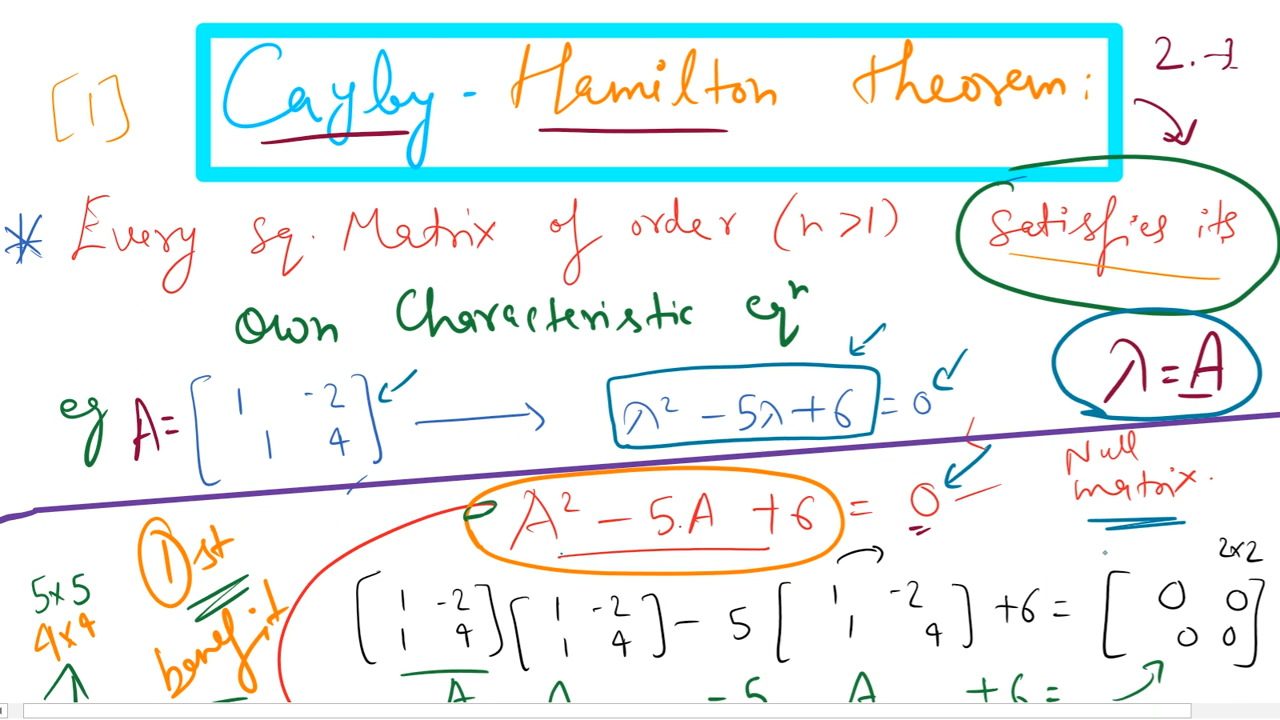 [1] Cayby - Hamilton theorem:
2.
* Every sq. Matrix of order (n>1) satisfies its
own Characteristic eqⁿ
λ = A
eg A = [1 -2; 1 4] → λ² - 5λ + 6 = 0
Null
matrix.
A² - 5.A + 6 = 0
1st
benefit
2x2
5x5
4x4
[1 -2; 1 4] [1 -2; 1 4] - 5 [1 -2; 1 4] + 6 = [0 0; 0 0]
A A -5 A +6 =